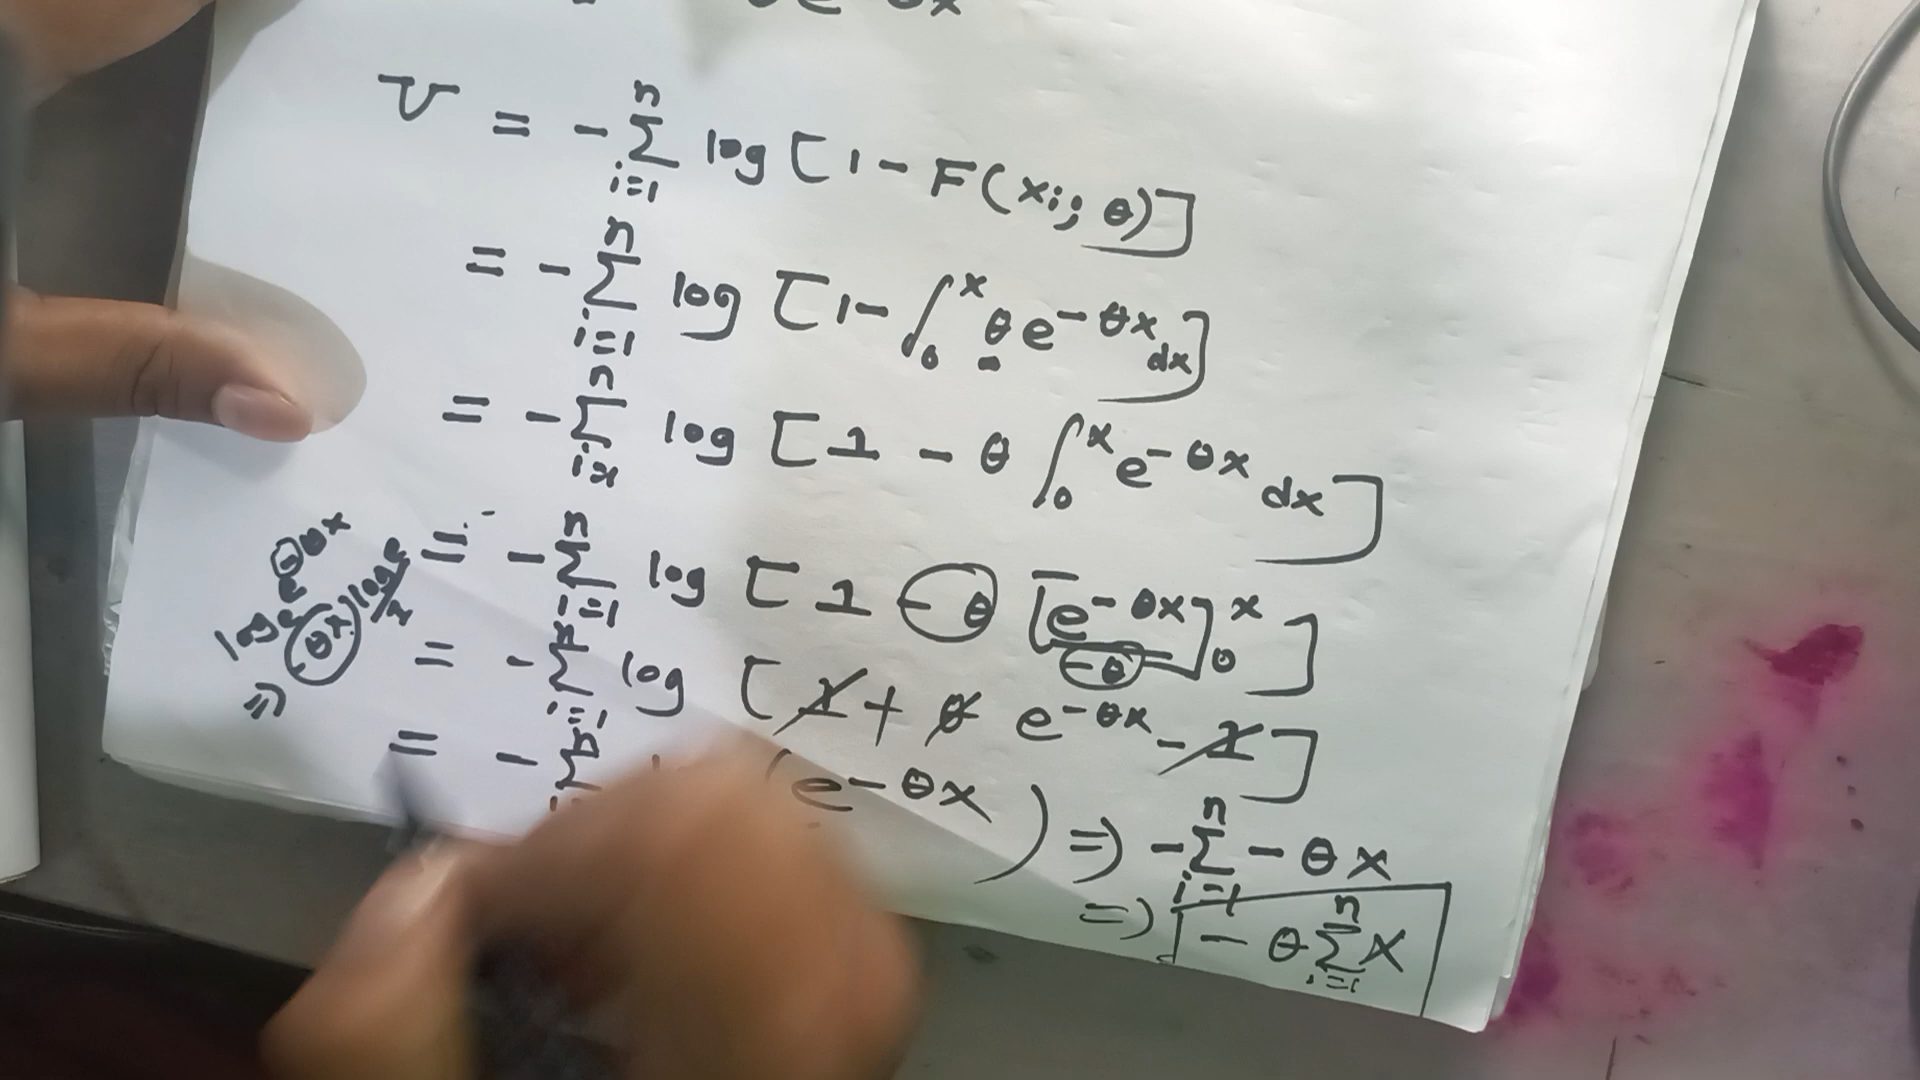 V = - Σ_{i=1}^{n} log [1 - F(xi; θ)]
= - Σ_{i=1}^{n} log [1 - ∫_0^x θ e^{-θx} dx]
= - Σ_{i=1}^{n} log [1 - θ ∫_0^x e^{-θx} dx]
= - Σ_{i=1}^{n} log [1 - θ [e^{-θx} / -θ]_0^x]
= - Σ_{i=1}^{n} log [1 + e^{-θx} - 1]
= - Σ (e^{-θx}) ⇒ - Σ_{i=1}^{n} - θx
⇒ - θ Σ_{i=1}^{n} x